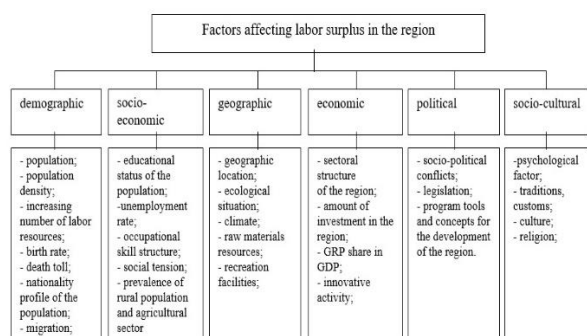 Factors affecting labor surplus in the region
demographic
socio-
economic
geographic
economic
political
socio-cultural
- population;
- population
density;
- increasing
number of labor
resources;
- birth rate;
- death toll;
- nationality
profile of the
population;
- migration;
- educational
status of the
population;
-unemployment
rate;
- occupational
skill structure;
- social tension;
- prevalence of
rural population
and agricultural
sector
- geographic
location;
- ecological
situation;
- climate;
- raw materials
resources;
- recreation
facilities;
- sectoral
structure
of the region;
- amount of
investment in the
region;
- GRP share in
GDP;
- innovative
activity;
- socio-political
conflicts;
- legislation;
- program tools
and concepts for
the development
of the region.
-psychological
factor;
- traditions,
customs;
- culture;
- religion;